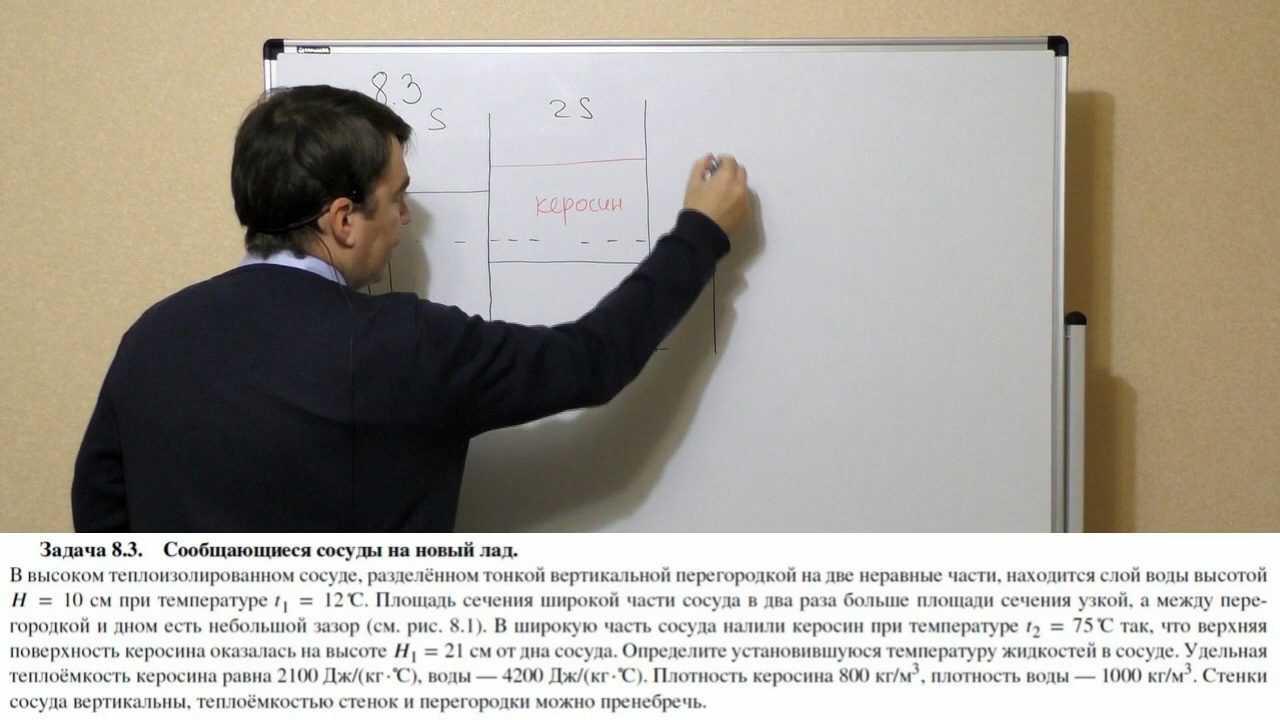 8.3
S
2S
керосин
Задача 8.3. Сообщающиеся сосуды на новый лад.
В высоком теплоизолированном сосуде, разделённом тонкой вертикальной перегородкой на две неравные части, находится слой воды высотой
H = 10 см при температуре t₁ = 12℃. Площадь сечения широкой части сосуда в два раза больше площади сечения узкой, а между пере-
городкой и дном есть небольшой зазор (см. рис. 8.1). В широкую часть сосуда налили керосин при температуре t₂ = 75℃ так, что верхняя
поверхность керосина оказалась на высоте H₁ = 21 см от дна сосуда. Определите установившуюся температуру жидкостей в сосуде. Удельная
теплоёмкость керосина равна 2100 Дж/(кг·℃), воды — 4200 Дж/(кг·℃). Плотность керосина 800 кг/м³, плотность воды — 1000 кг/м³. Стенки
сосуда вертикальны, теплоёмкостью стенок и перегородки можно пренебречь.